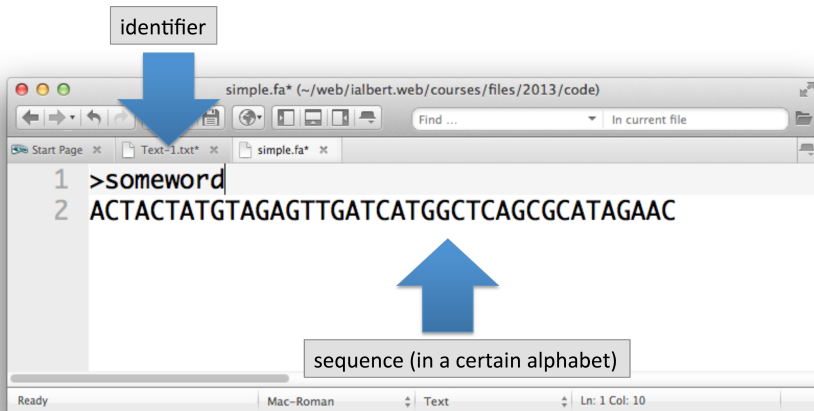 identifier
simple.fa* (~/web/ialbert.web/courses/files/2013/code)
Find ... In current file
Start Page Text-1.txt* simple.fa*
1 >someword
2 ACTACTATGTAGAGTTGATCATGGCTCAGCGCATAGAAC
sequence (in a certain alphabet)
Ready Mac-Roman Text Ln: 1 Col: 10